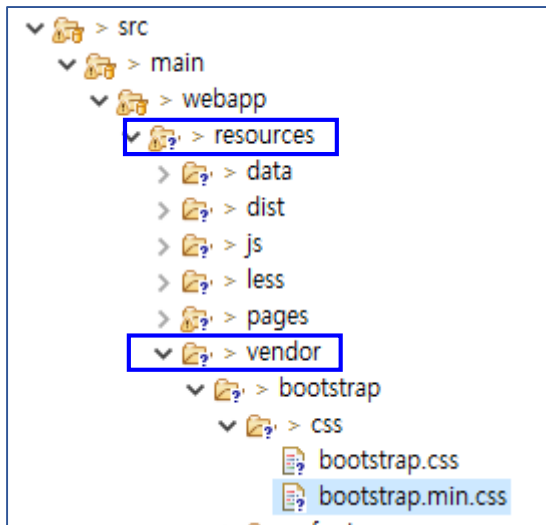 > src
> main
> webapp
> resources
> data
> dist
> js
> less
> pages
> vendor
> bootstrap
> css
bootstrap.css
bootstrap.min.css